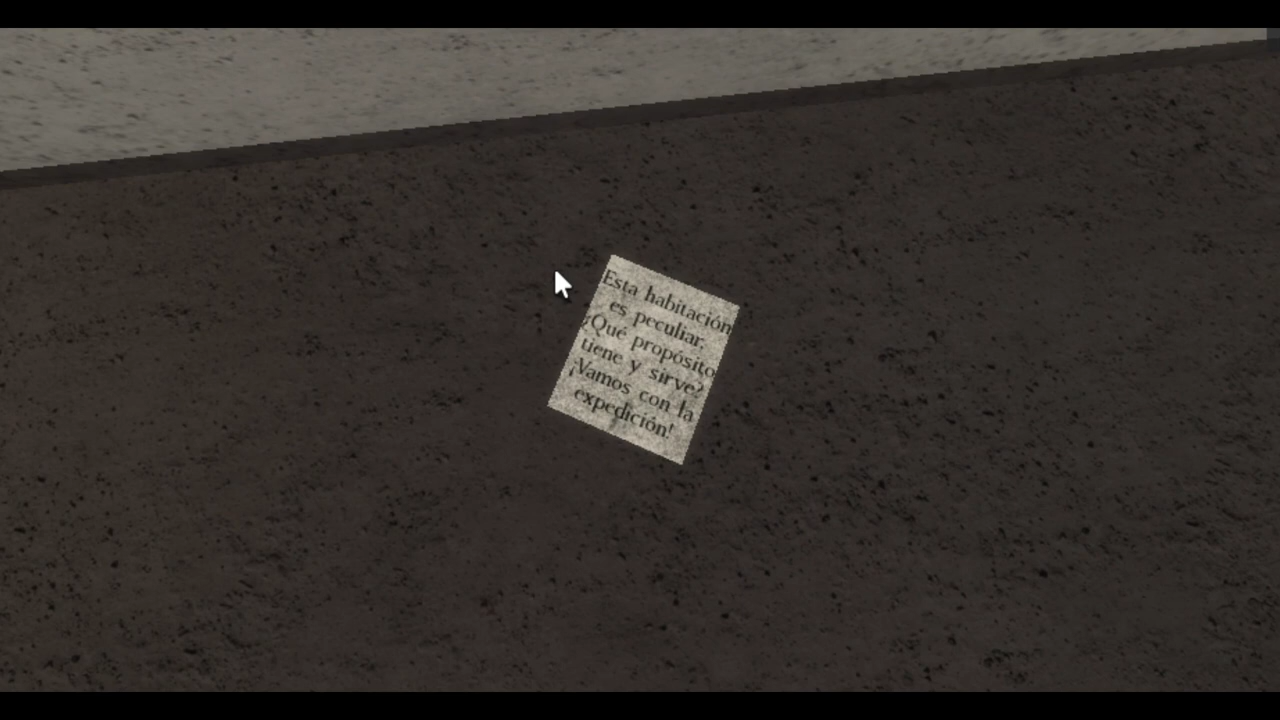 Esta habitación
es peculiar.
¿Qué propósito
tiene y sirve?
¡Vamos con la
expedición!